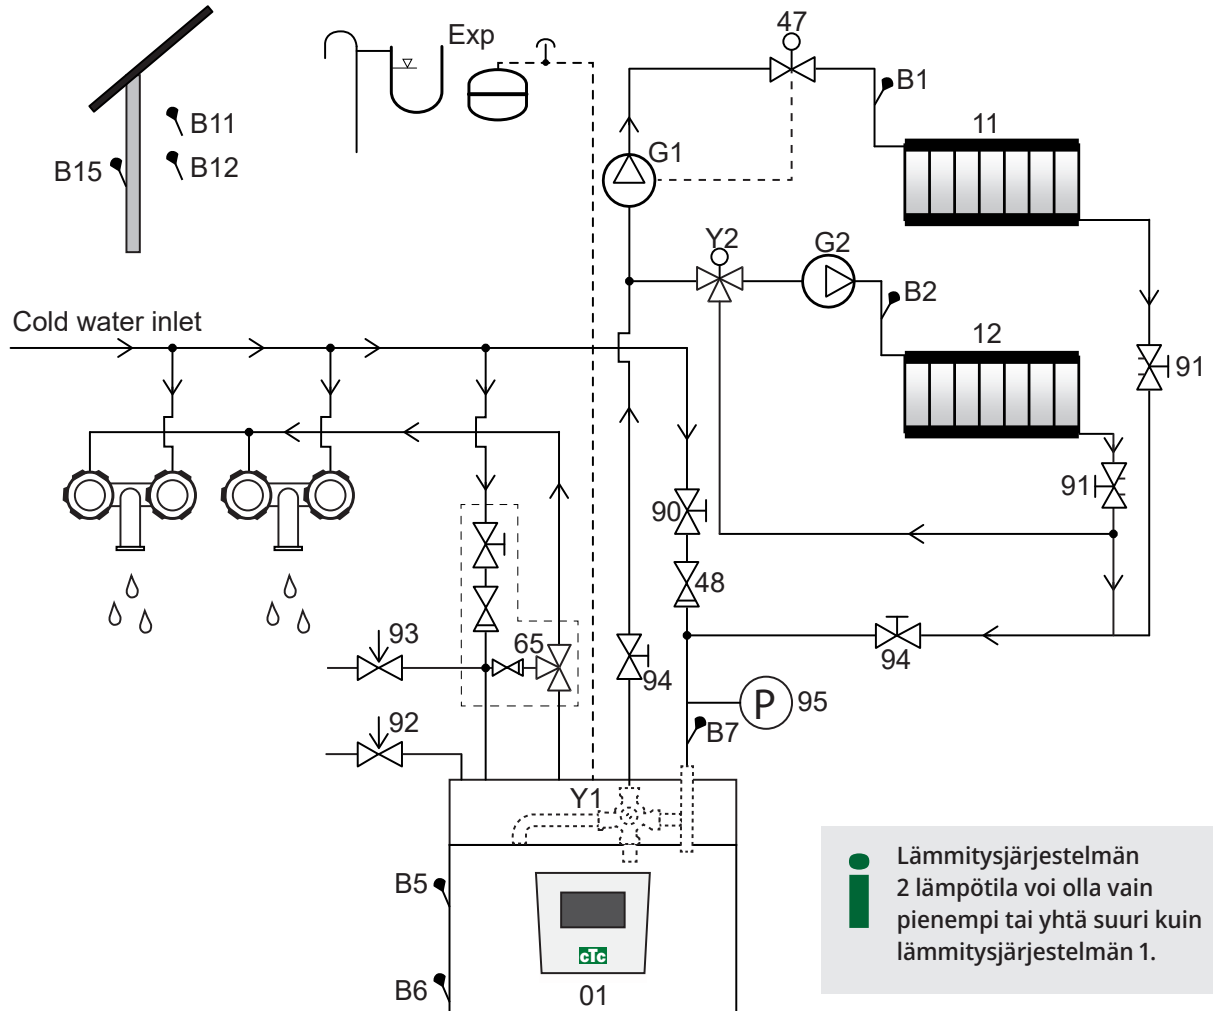 47
Exp
B1
B11
11
G1
B12
B15
Y2
G2
B2
Cold water inlet
12
91
91
90
48
93
65
94
94
P
95
92
B7
Y1
B5
cTc
B6
01
i
Lämmitysjärjestelmän
2 lämpötila voi olla vain
pienempi tai yhtä suuri kuin
lämmitysjärjestelmän 1.